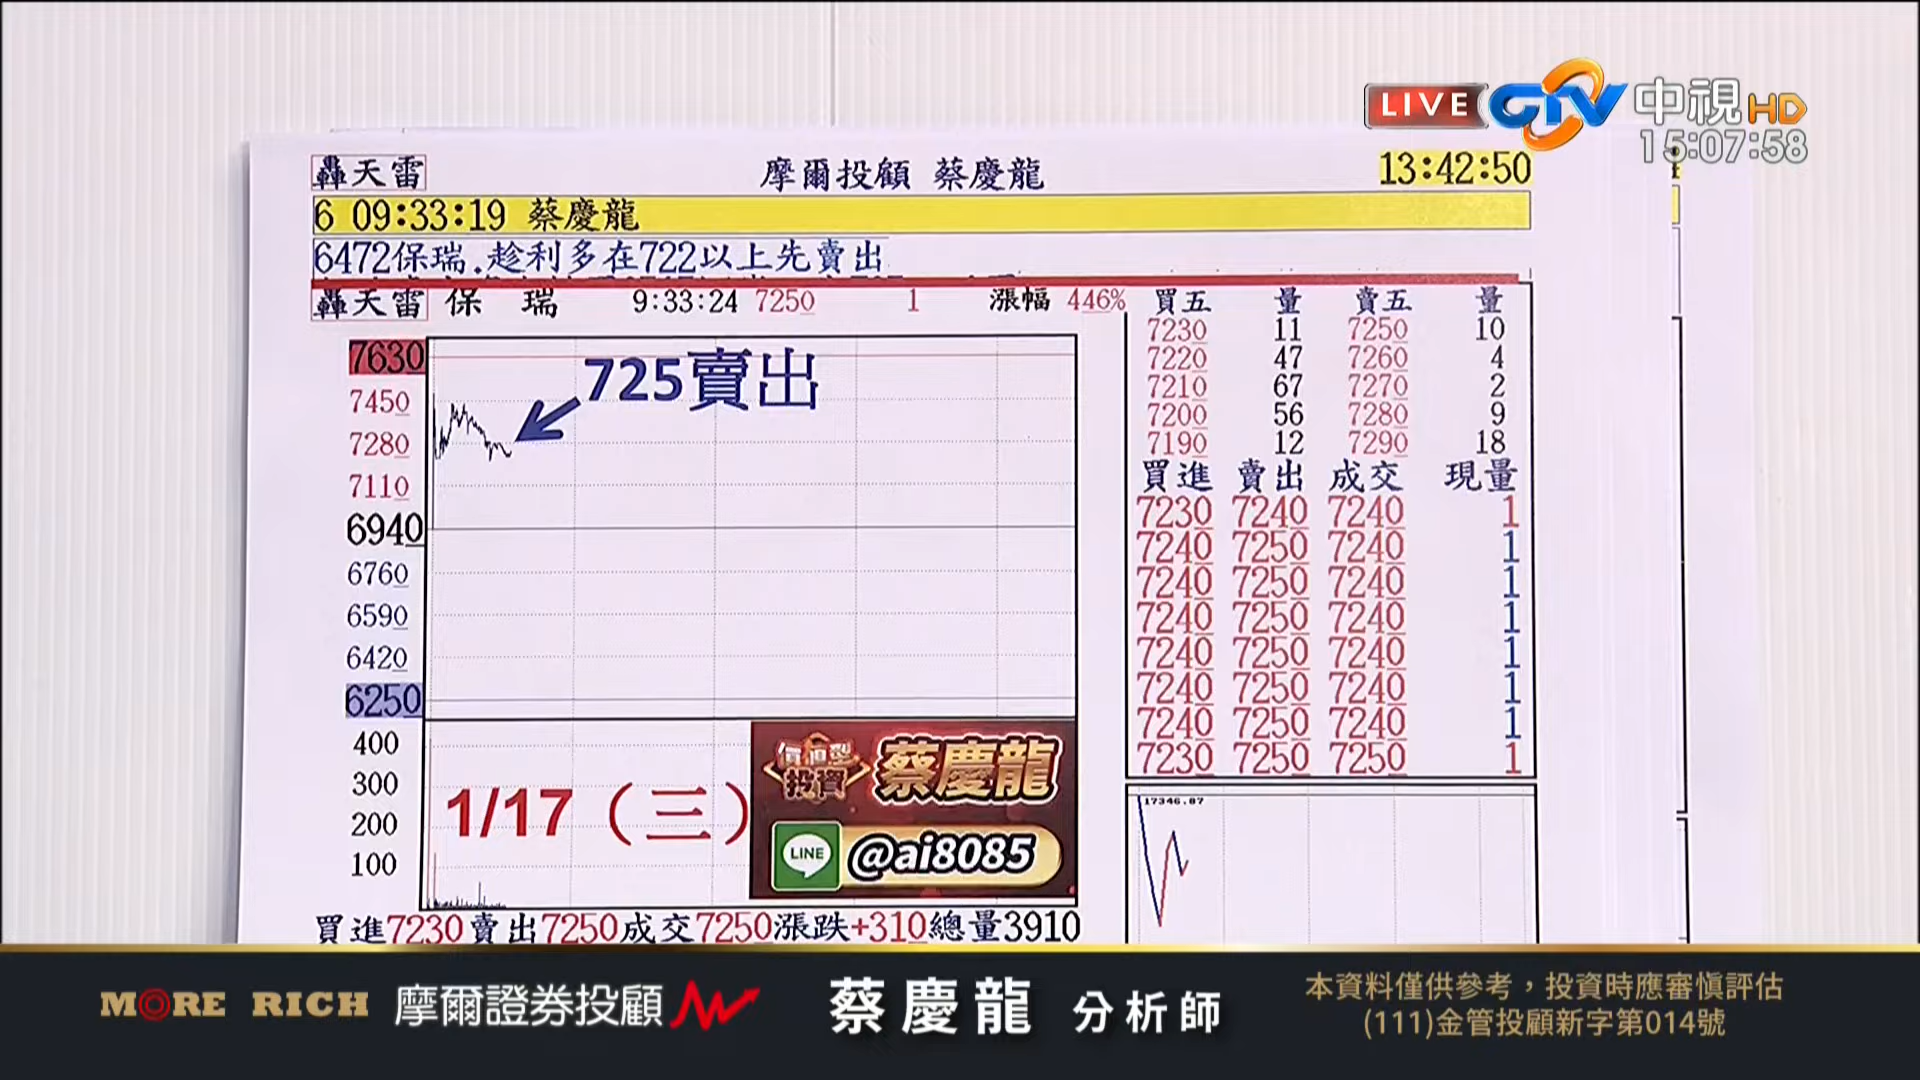 LIVE CTV 中視 HD
15:07:58
轟天雷 摩爾投顧 蔡慶龍 13:42:50
6 09:33:19 蔡慶龍
6472保瑞.趁利多在722以上先賣出
轟天雷 保 瑞 9:33:24 7250 1 漲幅 446% 買五 量 賣五 量
7230 11 7250 10
7220 47 7260 4
7210 67 7270 2
7200 56 7280 9
7190 12 7290 18
買進 賣出 成交 現量
7230 7240 7240 1
7240 7250 7240 1
7240 7250 7240 1
7240 7250 7240 1
7240 7250 7240 1
7240 7250 7240 1
7240 7250 7240 1
7230 7250 7250 1
7630
7450
7280
7110
6940
6760
6590
6420
6250
400
300
200
100
725賣出
1/17（三）
價值型投資 蔡慶龍
LINE @ai8085
17346.87
買進7230賣出7250成交7250漲跌+310總量3910
MORE RICH 摩爾證券投顧 蔡慶龍 分析師
本資料僅供參考，投資時應審慎評估
(111)金管投顧新字第014號